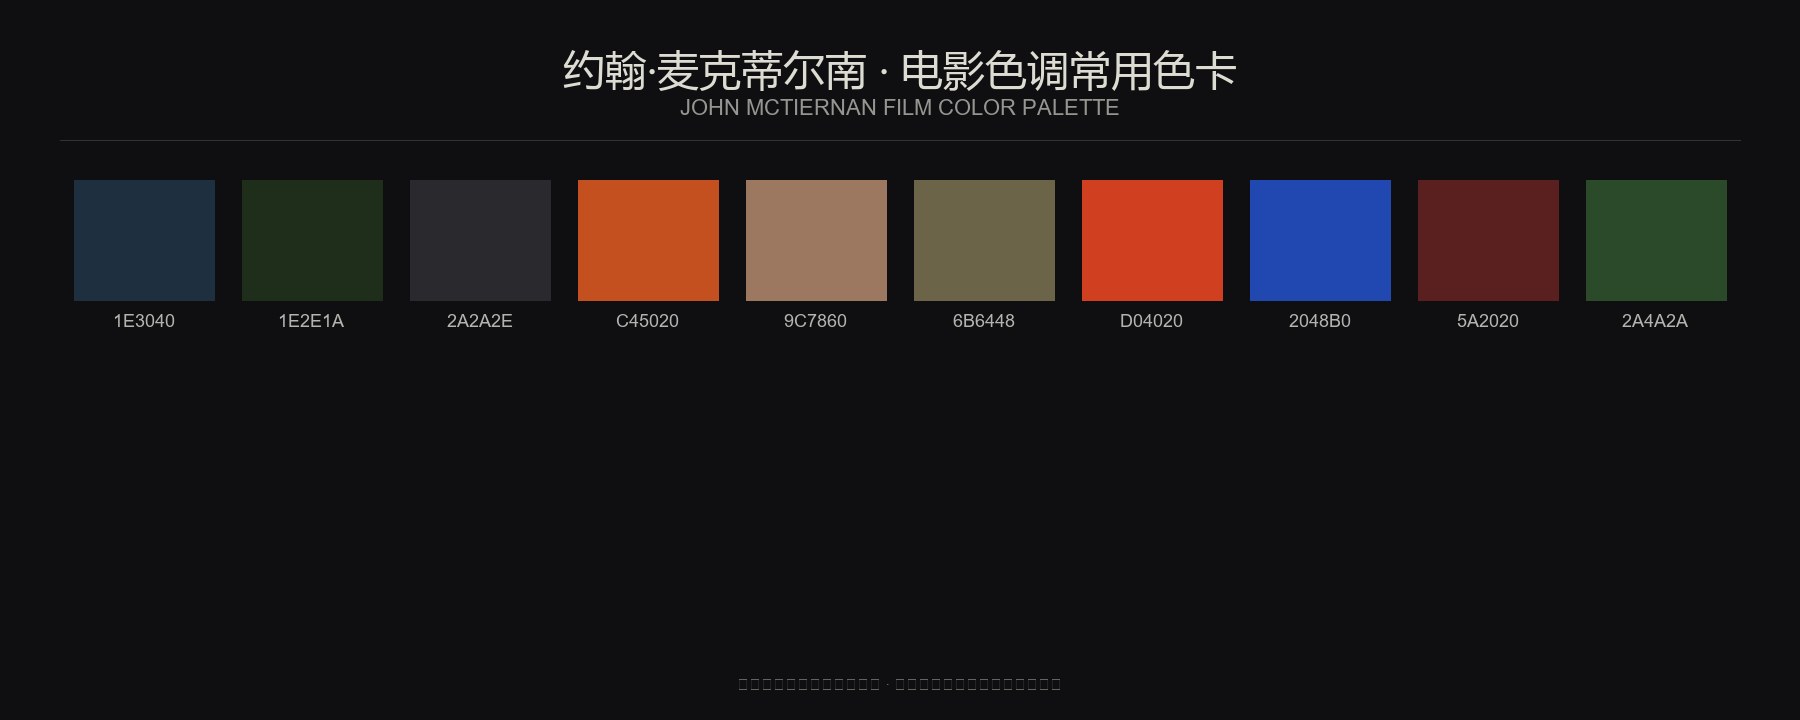 约翰·麦克蒂尔南 · 电影色调常用色卡
JOHN MCTIERNAN FILM COLOR PALETTE
1E3040 1E2E1A 2A2A2E C45020 9C7860 6B6448 D04020 2048B0 5A2020 2A4A2A